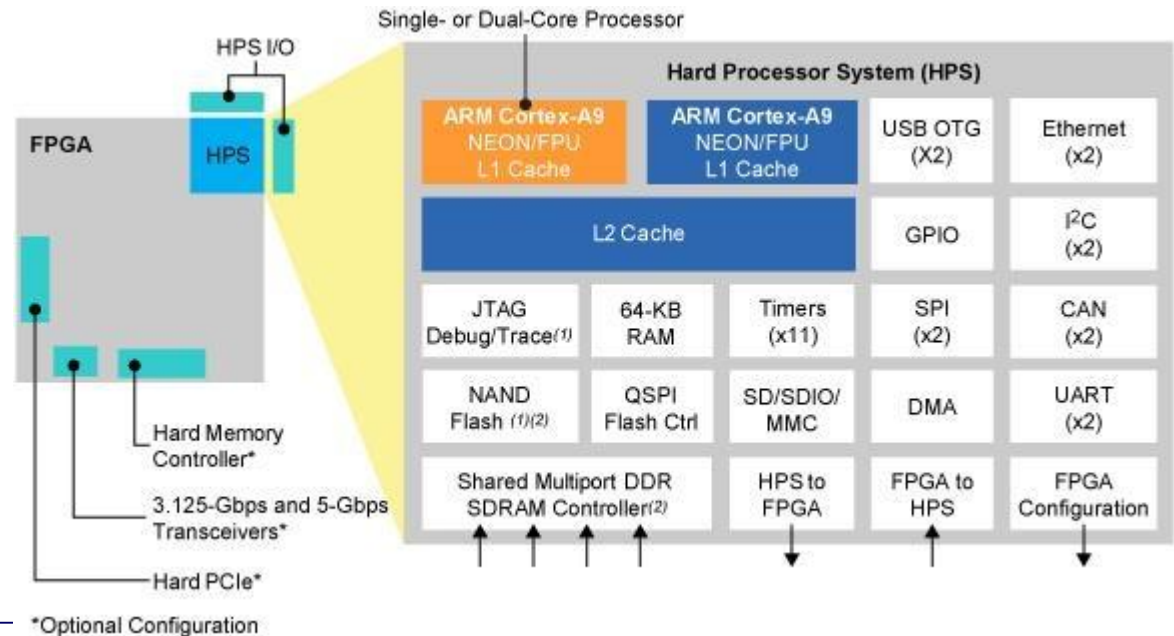 Single- or Dual-Core Processor
HPS I/O
FPGA
HPS
Hard Memory
Controller*
3.125-Gbps and 5-Gbps
Transceivers*
Hard PCIe*
*Optional Configuration
Hard Processor System (HPS)
ARM Cortex-A9
NEON/FPU
L1 Cache
ARM Cortex-A9
NEON/FPU
L1 Cache
USB OTG
(X2)
Ethernet
(x2)
L2 Cache
GPIO
I²C
(x2)
JTAG
Debug/Trace(1)
64-KB
RAM
Timers
(x11)
SPI
(x2)
CAN
(x2)
NAND
Flash (1)(2)
QSPI
Flash Ctrl
SD/SDIO/
MMC
DMA
UART
(x2)
Shared Multiport DDR
SDRAM Controller(2)
HPS to
FPGA
FPGA to
HPS
FPGA
Configuration